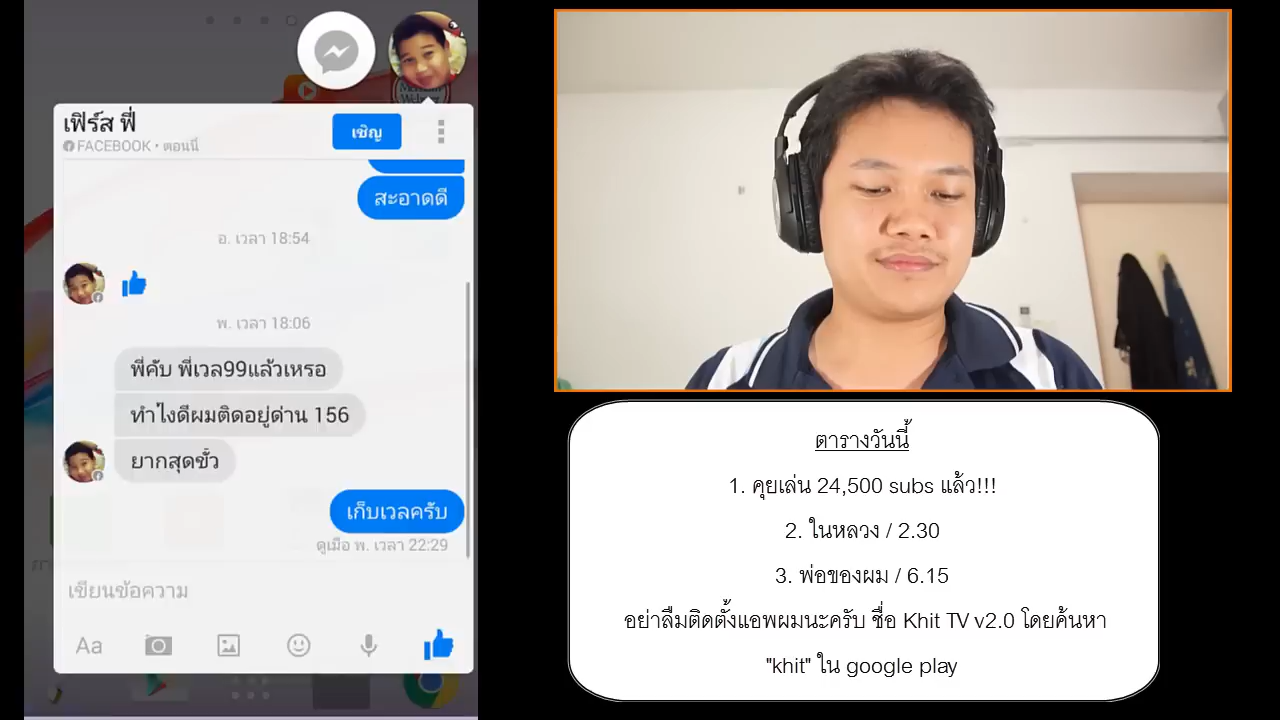 เฟิร์ส ฟี่
เชิญ
FACEBOOK • ตอนนี้
สะอาดดี
อ. เวลา 18:54
พ. เวลา 18:06
พี่คับ พี่เวล99แล้วเหรอ
ทำไงดีผมติดอยู่ด่าน 156
ยากสุดขั้ว
เก็บเวลครับ
ดูเมื่อ พ. เวลา 22:29
เขียนข้อความ
Aa
ตารางวันนี้
1. คุยเล่น 24,500 subs แล้ว!!!
2. ในหลวง / 2.30
3. พ่อของผม / 6.15
อย่าลืมติดตั้งแอพผมนะครับ ชื่อ Khit TV v2.0 โดยค้นหา
"khit" ใน google play